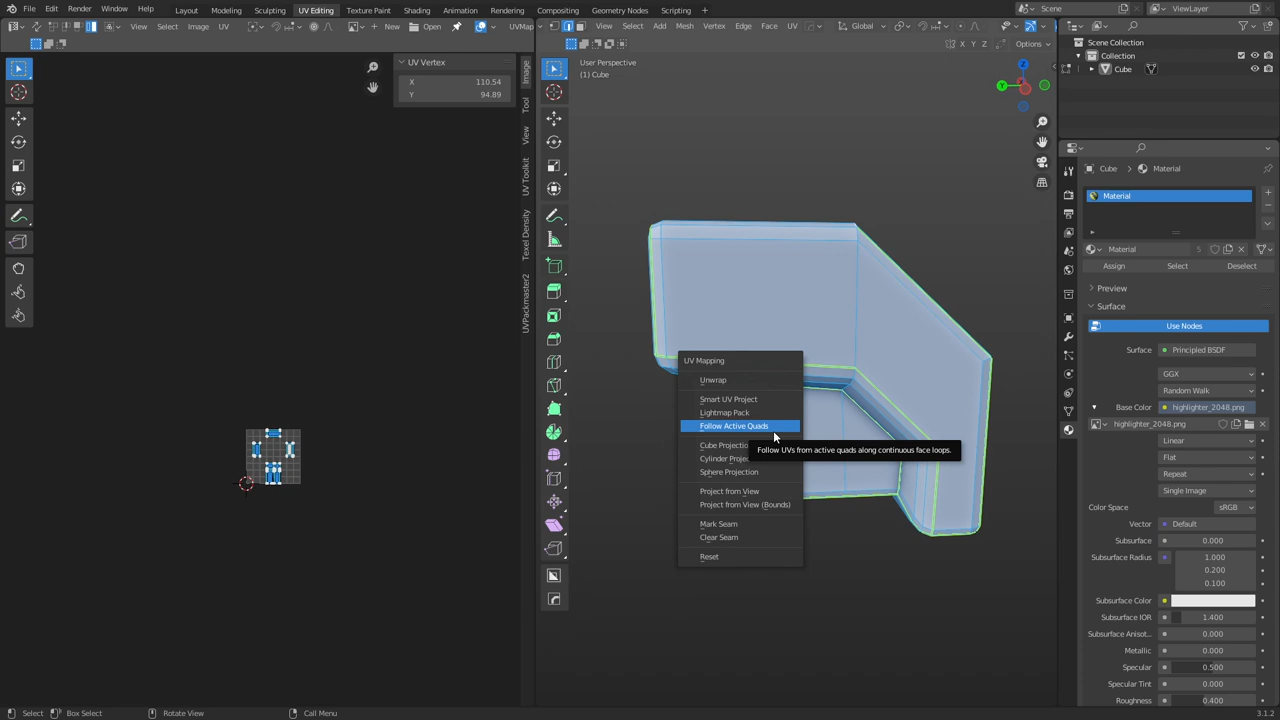 File Edit Render Window Help Layout Modeling Sculpting UV Editing Texture Paint Shading Animation Rendering Compositing Geometry Nodes Scripting + Scene ViewLayer
View Select Image UV New Open UVMap View Select Add Mesh Vertex Edge Face UV Global
X Y Z Options
UV Vertex
X 110.54
Y 94.89
Image
Tool
View
UV Toolkit
Texel Density
UVPackmaster2
User Perspective
(1) Cube
Z
Y
Scene Collection
Collection
Cube
UV Mapping
Unwrap
Smart UV Project
Lightmap Pack
Follow Active Quads
Cube Projectio
Cylinder Projec
Sphere Projection
Project from View
Project from View (Bounds)
Mark Seam
Clear Seam
Reset
Follow UVs from active quads along continuous face loops.
Cube > Material
Material
Material 5
Assign Select Deselect
Preview
Surface
Use Nodes
Surface Principled BSDF
GGX
Random Walk
Base Color highlighter_2048.png
highlighter_2048.png
Linear
Flat
Repeat
Single Image
Color Space sRGB
Vector Default
Subsurface 0.000
Subsurface Radius 1.000
0.200
0.100
Subsurface Color
Subsurface IOR 1.400
Subsurface Anisot... 0.000
Metallic 0.000
Specular 0.500
Specular Tint 0.000
Roughness 0.400
Select Box Select Rotate View Call Menu 3.1.2